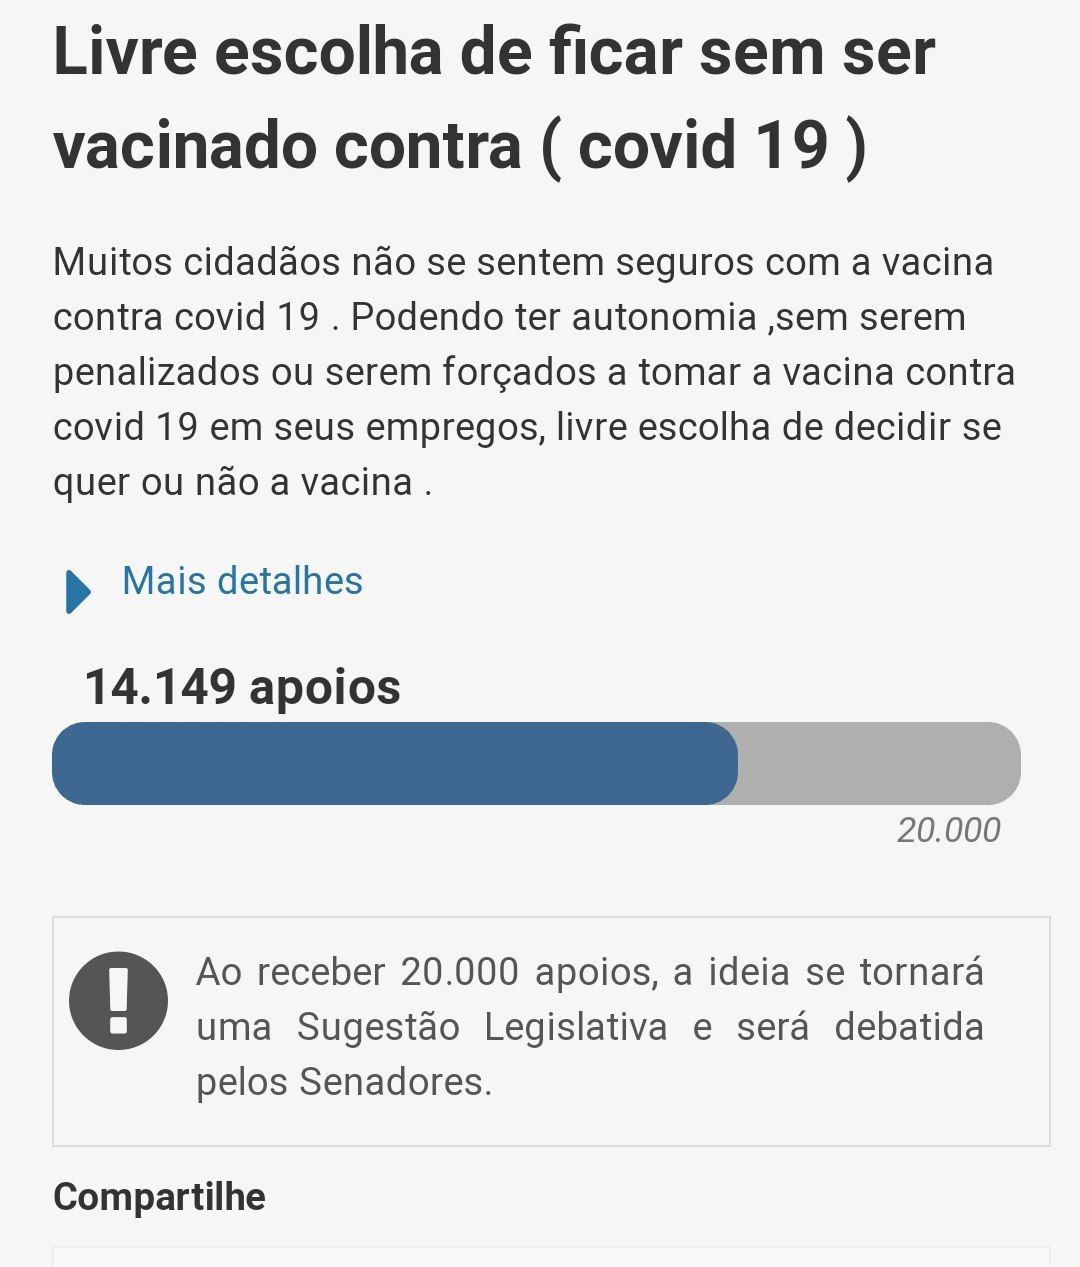 Livre escolha de ficar sem ser
vacinado contra ( covid 19 )
Muitos cidadãos não se sentem seguros com a vacina
contra covid 19 . Podendo ter autonomia ,sem serem
penalizados ou serem forçados a tomar a vacina contra
covid 19 em seus empregos, livre escolha de decidir se
quer ou não a vacina .
Mais detalhes
14.149 apoios
20.000
Ao receber 20.000 apoios, a ideia se tornará
uma Sugestão Legislativa e será debatida
pelos Senadores.
Compartilhe